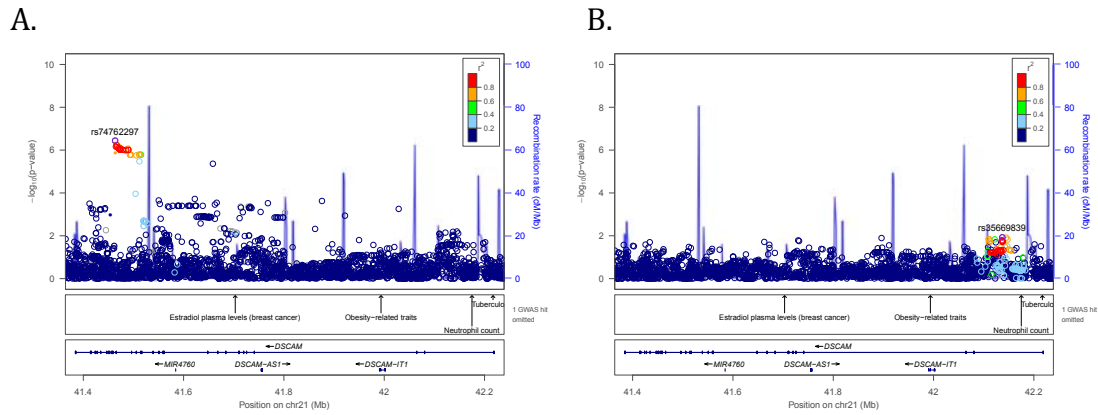 A.
B.
10
8
6
4
2
0
−log10(p−value)
100
80
60
40
20
0
Recombination rate (cM/Mb)
r2
0.8
0.6
0.4
0.2
rs74762297
Estradiol plasma levels (breast cancer)
Obesity−related traits
Neutrophil count
Tuberculo
1 GWAS hit
omitted
DSCAM
MIR4760
DSCAM−AS1
DSCAM−IT1
41.4
41.6
41.8
42
42.2
Position on chr21 (Mb)
10
8
6
4
2
0
−log10(p−value)
100
80
60
40
20
0
Recombination rate (cM/Mb)
r2
0.8
0.6
0.4
0.2
rs35669839
Estradiol plasma levels (breast cancer)
Obesity−related traits
Neutrophil count
Tuberculo
1 GWAS hit
omitted
DSCAM
MIR4760
DSCAM−AS1
DSCAM−IT1
41.4
41.6
41.8
42
42.2
Position on chr21 (Mb)